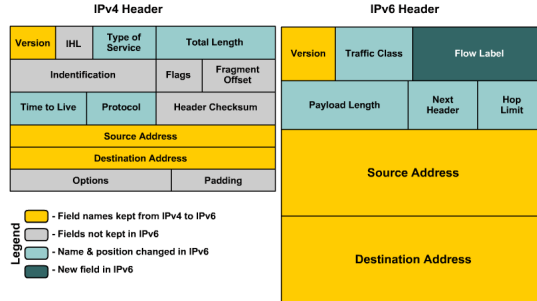 IPv4 Header
Version
IHL
Type of
Service
Total Length
Indentification
Flags
Fragment
Offset
Time to Live
Protocol
Header Checksum
Source Address
Destination Address
Options
Padding
IPv6 Header
Version
Traffic Class
Flow Label
Payload Length
Next
Header
Hop
Limit
Source Address
Destination Address
Legend
- Field names kept from IPv4 to IPv6
- Fields not kept in IPv6
- Name & position changed in IPv6
- New field in IPv6